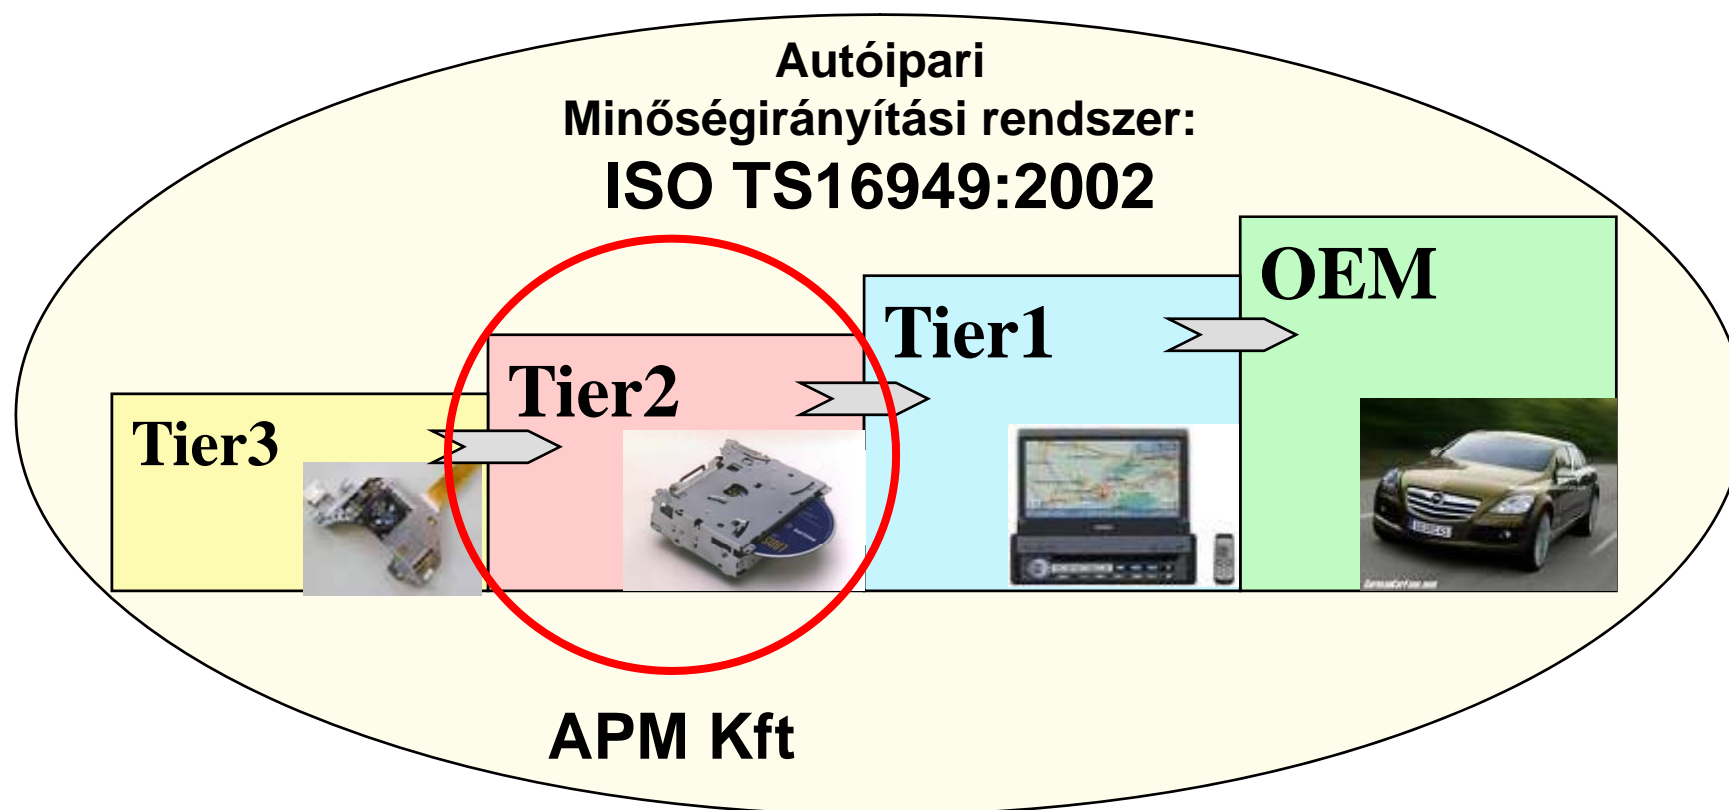 Autóipari
Minőségirányítási rendszer:
ISO TS16949:2002
OEM
Tier1
Tier2
Tier3
APM Kft